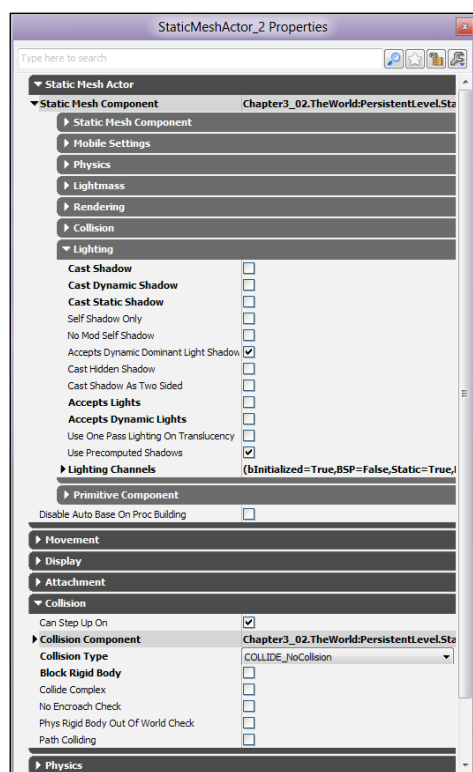 StaticMeshActor_2 Properties
Type here to search
Static Mesh Actor
Static Mesh Component Chapter3_02.TheWorld:PersistentLevel.Sta
Static Mesh Component
Mobile Settings
Physics
Lightmass
Rendering
Collision
Lighting
Cast Shadow
Cast Dynamic Shadow
Cast Static Shadow
Self Shadow Only
No Mod Self Shadow
Accepts Dynamic Dominant Light Shadow
Cast Hidden Shadow
Cast Shadow As Two Sided
Accepts Lights
Accepts Dynamic Lights
Use One Pass Lighting On Translucency
Use Precomputed Shadows
Lighting Channels (bInitialized=True,BSP=False,Static=True,
Primitive Component
Disable Auto Base On Proc Building
Movement
Display
Attachment
Collision
Can Step Up On
Collision Component Chapter3_02.TheWorld:PersistentLevel.Sta
Collision Type COLLIDE_NoCollision
Block Rigid Body
Collide Complex
No Encroach Check
Phys Rigid Body Out Of World Check
Path Colliding
Physics